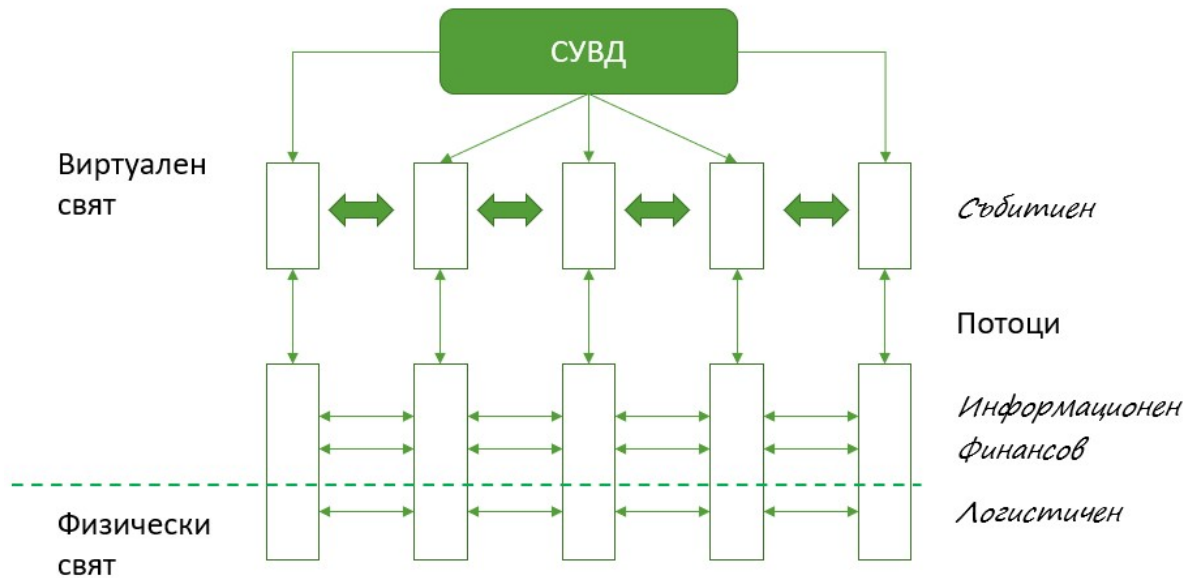 СУВД
Виртуален
свят
Събитиен
Потоци
Информационен
Финансов
Логистичен
Физически
свят